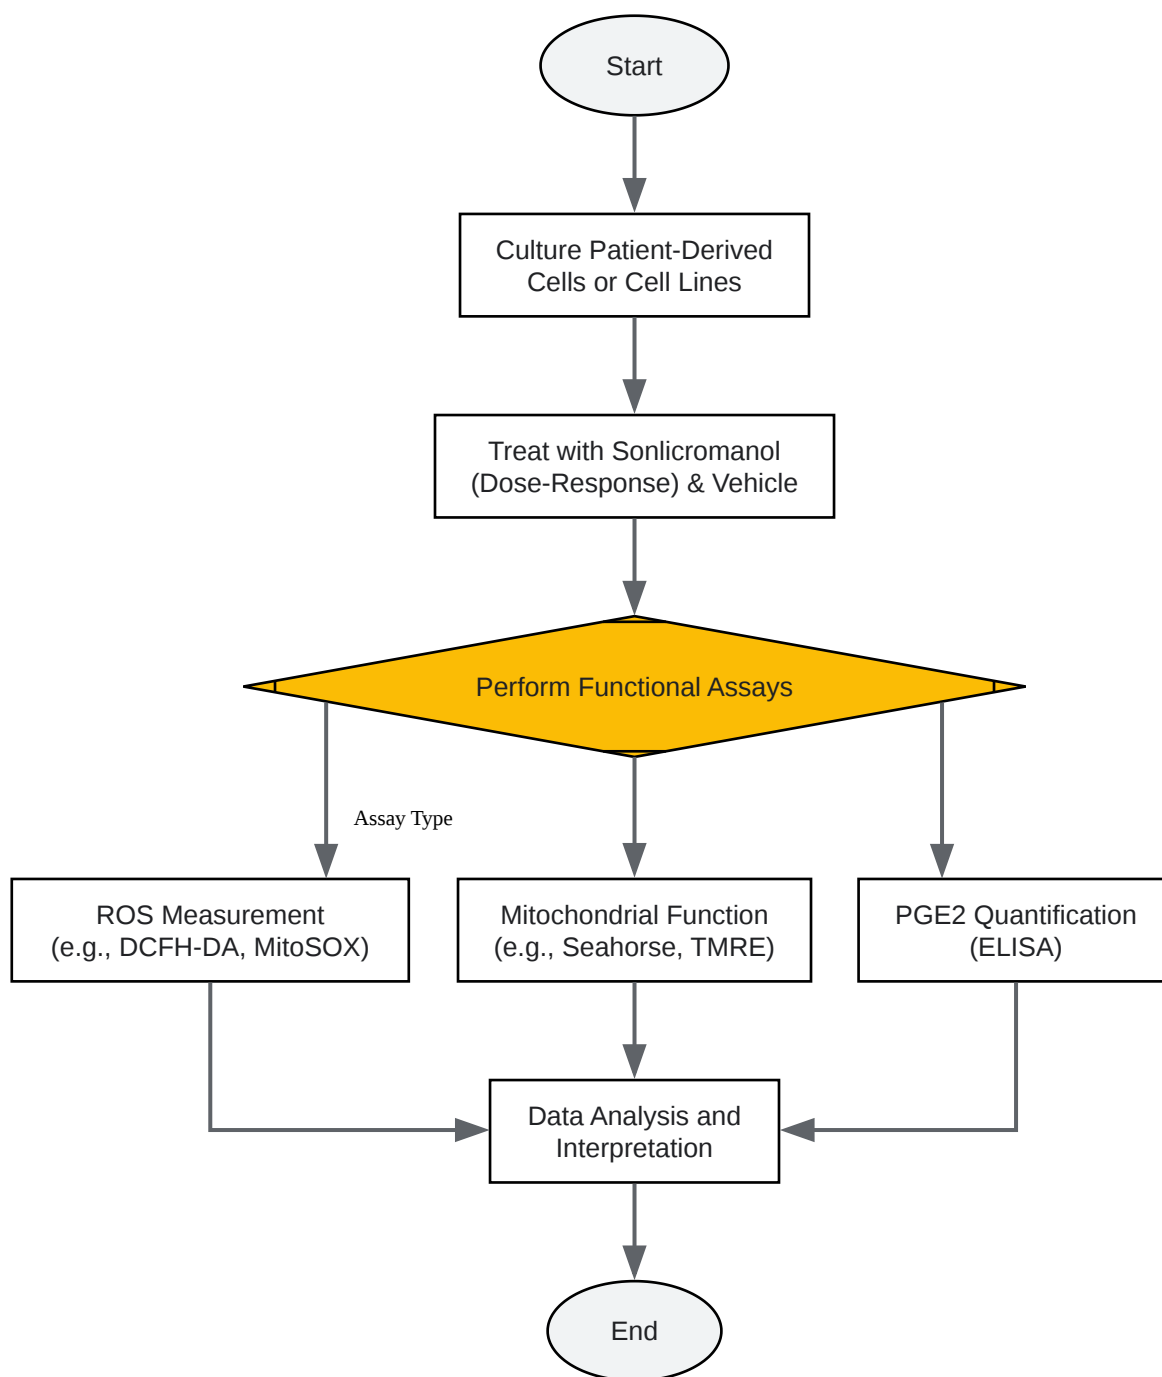 Start
Culture Patient-Derived
Cells or Cell Lines
Treat with Sonlicromanol
(Dose-Response) & Vehicle
Perform Functional Assays
Assay Type
ROS Measurement
(e.g., DCFH-DA, MitoSOX)
Mitochondrial Function
(e.g., Seahorse, TMRE)
PGE2 Quantification
(ELISA)
Data Analysis and
Interpretation
End